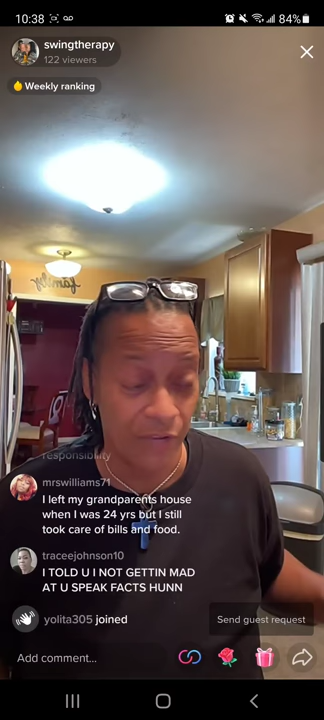 10:38
84%
swingtherapy
122 viewers
Weekly ranking
family
responsibility
mrswilliams71
I left my grandparents house
when I was 24 yrs but I still
took care of bills and food.
traceejohnson10
I TOLD U I NOT GETTIN MAD
AT U SPEAK FACTS HUNN
yolita305 joined
Send guest request
Add comment...